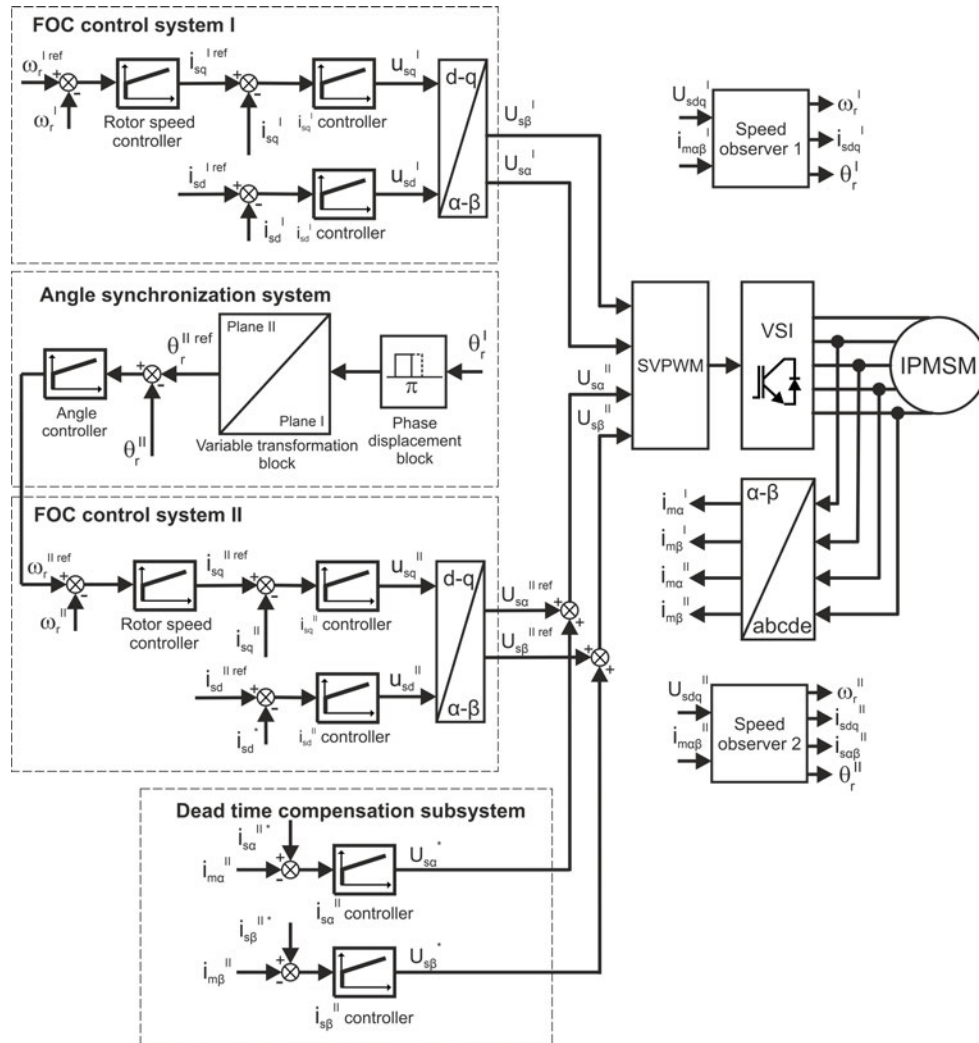 FOC control system I
ω_r^I ref
+
-
ω_r^I
Rotor speed
controller
i_sq^I ref
+
-
i_sq^I
i_sq^I controller
u_sq^I
i_sd^I ref
+
-
i_sd^I
i_sd^I controller
u_sd^I
d-q
α-β
U_sβ^I
U_sα^I
Angle synchronization system
Angle
controller
+
-
θ_r^II
θ_r^II ref
Plane II
Plane I
Variable transformation
block
π
Phase
displacement
block
θ_r^I
FOC control system II
ω_r^II ref
+
-
ω_r^II
Rotor speed
controller
i_sq^II ref
+
-
i_sq^II
i_sq^II controller
u_sq^II
i_sd^II ref
+
-
i_sd^*
i_sd^II controller
u_sd^II
d-q
α-β
U_sα^II ref
+
+
U_sβ^II ref
+
+
Dead time compensation subsystem
i_sα^II *
+
-
i_mα^II
i_sα^II controller
U_sα^*
i_sβ^II *
+
-
i_mβ^II
i_sβ^II
controller
U_sβ^*
U_sα^II
U_sβ^II
SVPWM
VSI
IPMSM
α-β
abcde
i_mα^I
i_mβ^I
i_mα^II
i_mβ^II
U_sdq^I
i_mαβ^I
Speed
observer 1
ω_r^I
i_sdq^I
θ_r^I
U_sdq^II
i_mαβ^II
Speed
observer 2
ω_r^II
i_sdq^II
i_sαβ^II
θ_r^II